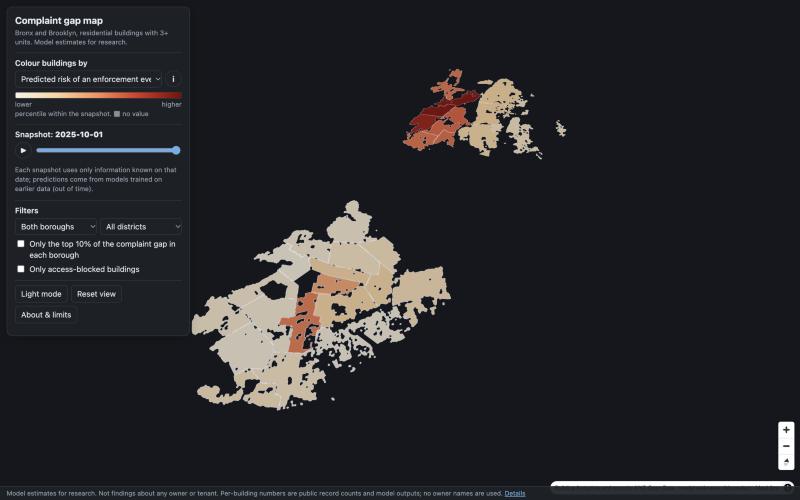 Complaint gap map
Bronx and Brooklyn, residential buildings with 3+
units. Model estimates for research.
Colour buildings by
Predicted risk of an enforcement eve
i
lower
higher
percentile within the snapshot.
no value
Snapshot: 2025-10-01
Each snapshot uses only information known on that
date; predictions come from models trained on
earlier data (out of time).
Filters
Both boroughs
All districts
Only the top 10% of the complaint gap in
each borough
Only access-blocked buildings
Light mode
Reset view
About & limits
Model estimates for research. Not findings about any owner or tenant. Per-building numbers are public record counts and model outputs; no owner names are used. Details